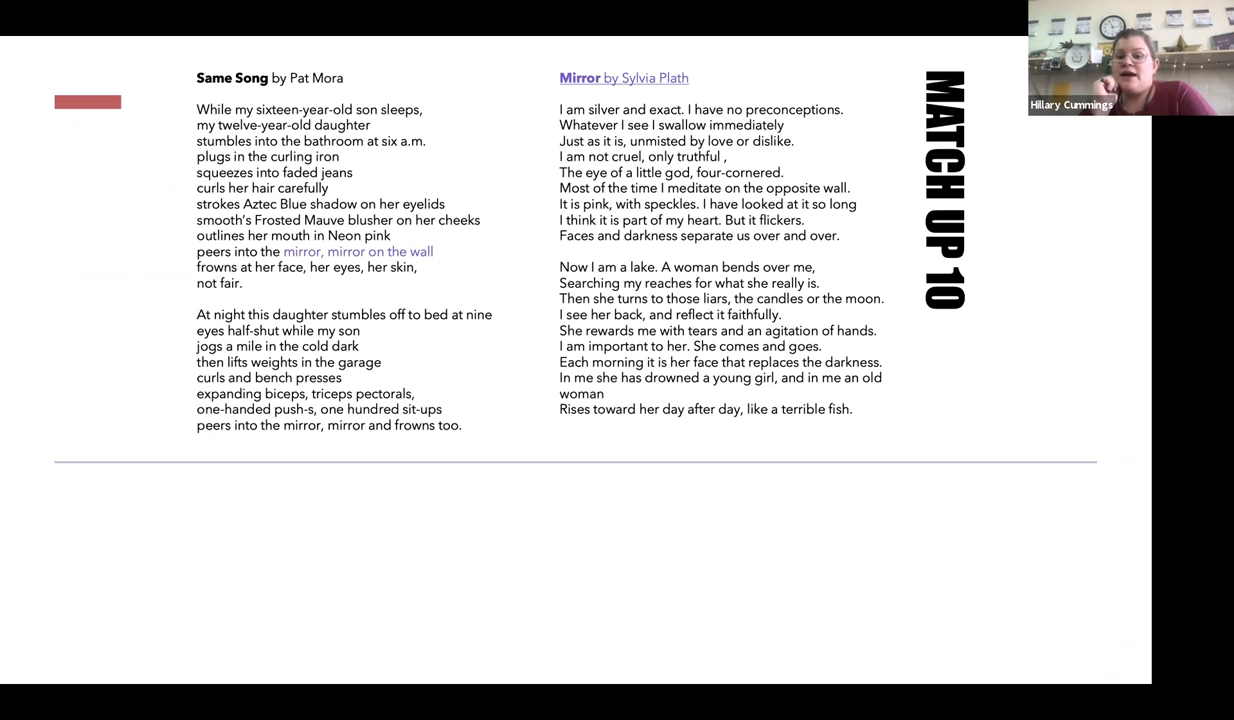 Same Song by Pat Mora
While my sixteen-year-old son sleeps,
my twelve-year-old daughter
stumbles into the bathroom at six a.m.
plugs in the curling iron
squeezes into faded jeans
curls her hair carefully
strokes Aztec Blue shadow on her eyelids
smooth’s Frosted Mauve blusher on her cheeks
outlines her mouth in Neon pink
peers into the mirror, mirror on the wall
frowns at her face, her eyes, her skin,
not fair.
At night this daughter stumbles off to bed at nine
eyes half-shut while my son
jogs a mile in the cold dark
then lifts weights in the garage
curls and bench presses
expanding biceps, triceps pectorals,
one-handed push-s, one hundred sit-ups
peers into the mirror, mirror and frowns too.
Mirror by Sylvia Plath
I am silver and exact. I have no preconceptions.
Whatever I see I swallow immediately
Just as it is, unmisted by love or dislike.
I am not cruel, only truthful ,
The eye of a little god, four-cornered.
Most of the time I meditate on the opposite wall.
It is pink, with speckles. I have looked at it so long
I think it is part of my heart. But it flickers.
Faces and darkness separate us over and over.
Now I am a lake. A woman bends over me,
Searching my reaches for what she really is.
Then she turns to those liars, the candles or the moon.
I see her back, and reflect it faithfully.
She rewards me with tears and an agitation of hands.
I am important to her. She comes and goes.
Each morning it is her face that replaces the darkness.
In me she has drowned a young girl, and in me an old
woman
Rises toward her day after day, like a terrible fish.
MATCH UP 10
Hillary Cummings